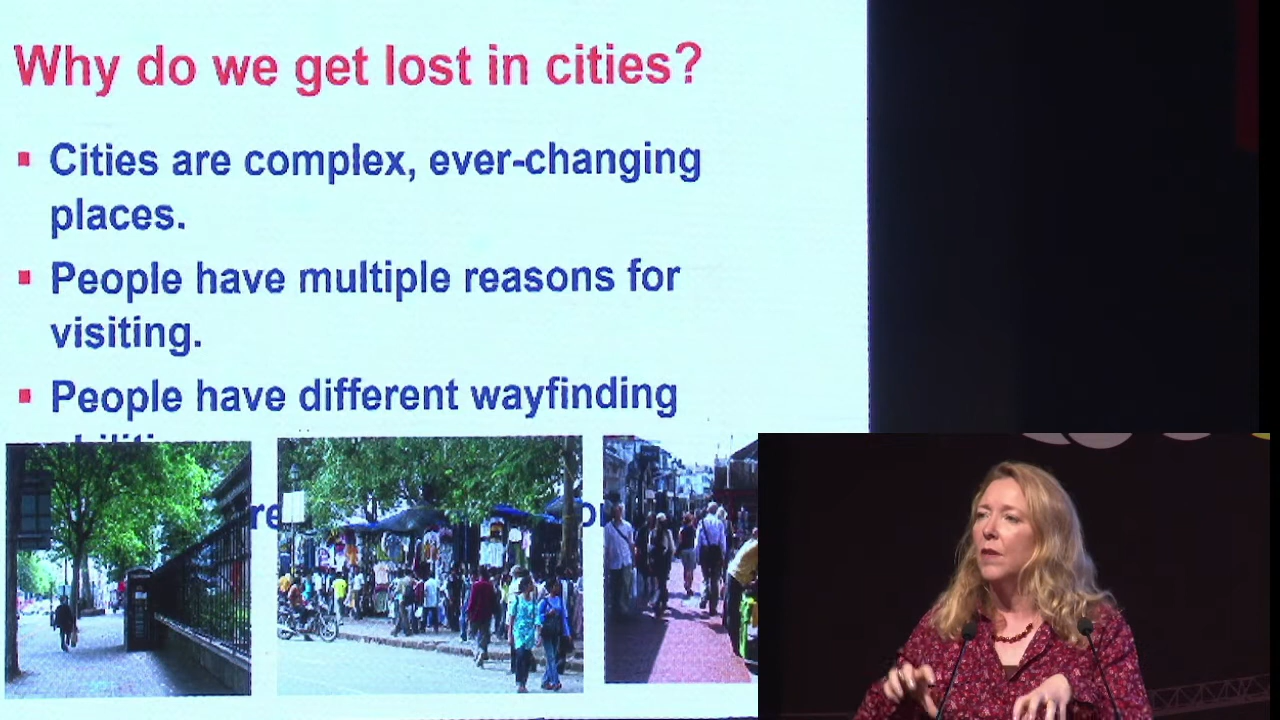 Why do we get lost in cities?
Cities are complex, ever-changing
places.
People have multiple reasons for
visiting.
People have different wayfinding